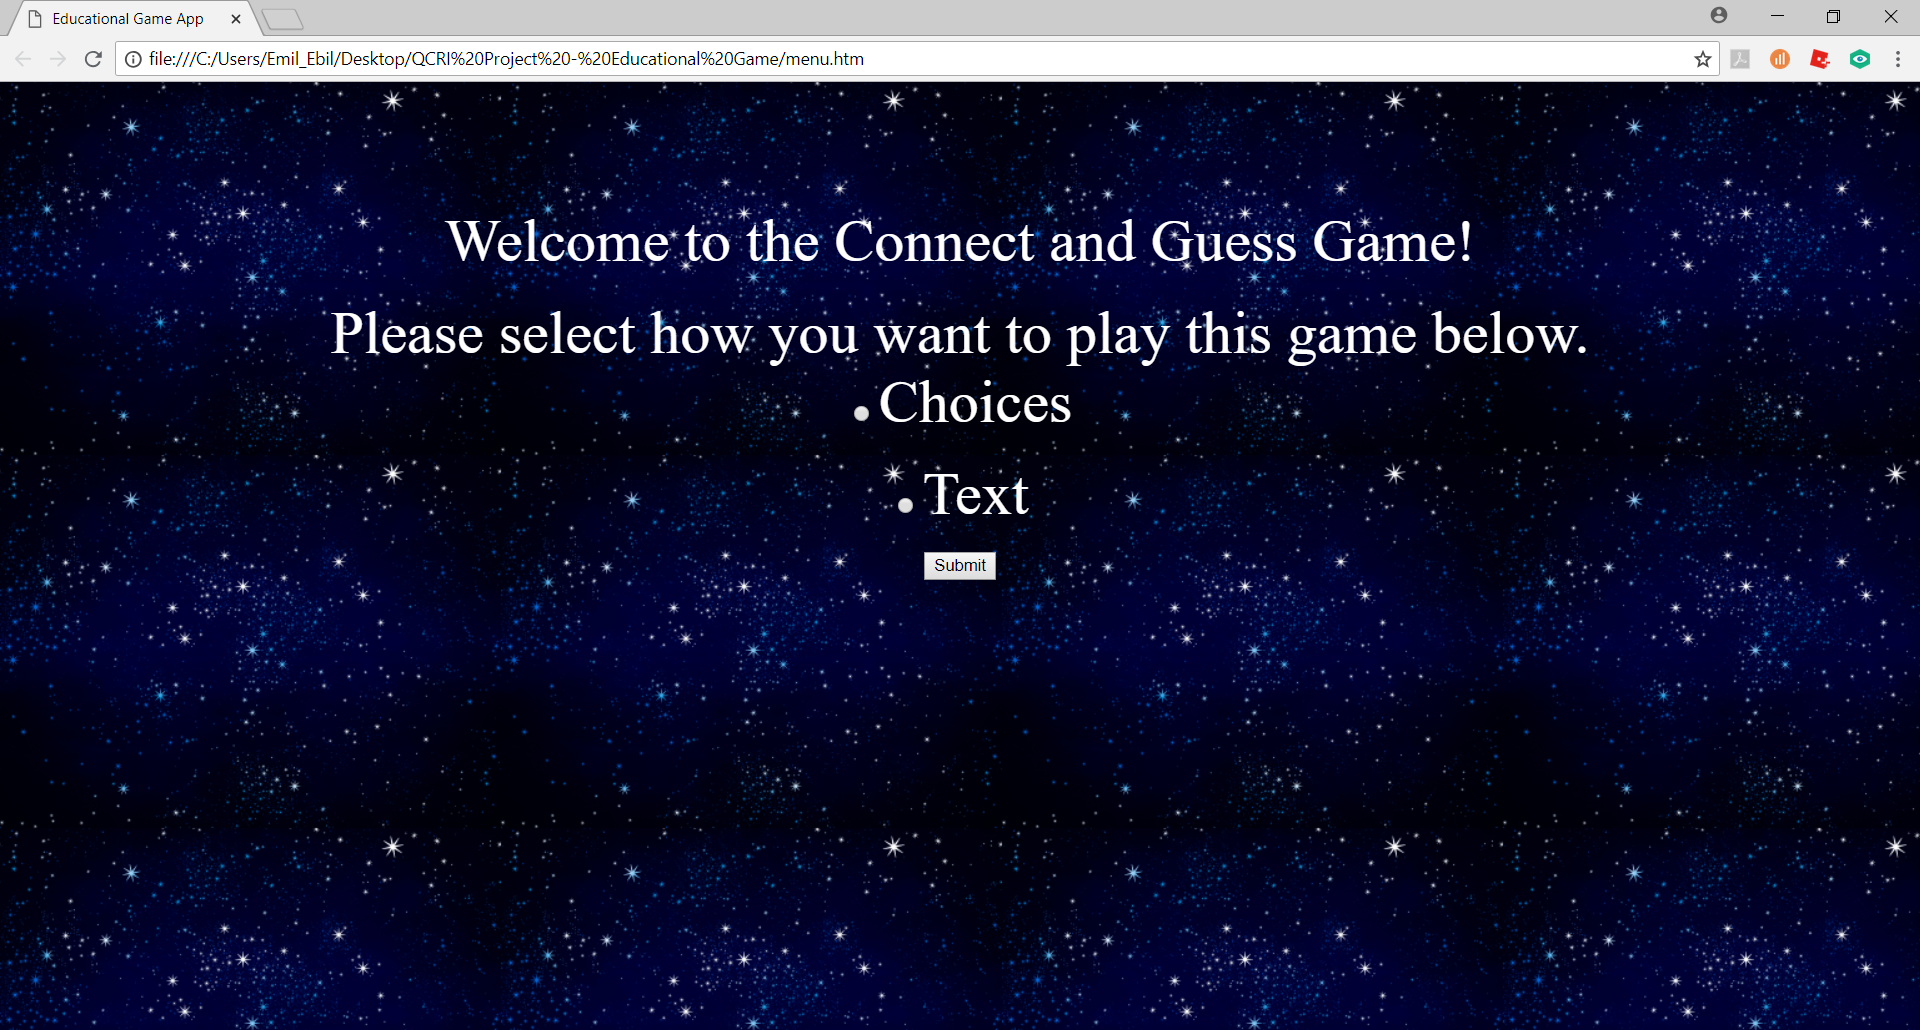 Educational Game App
file:///C:/Users/Emil_Ebil/Desktop/QCRI%20Project%20-%20Educational%20Game/menu.htm
Welcome to the Connect and Guess Game!
Please select how you want to play this game below.
Choices
Text
Submit